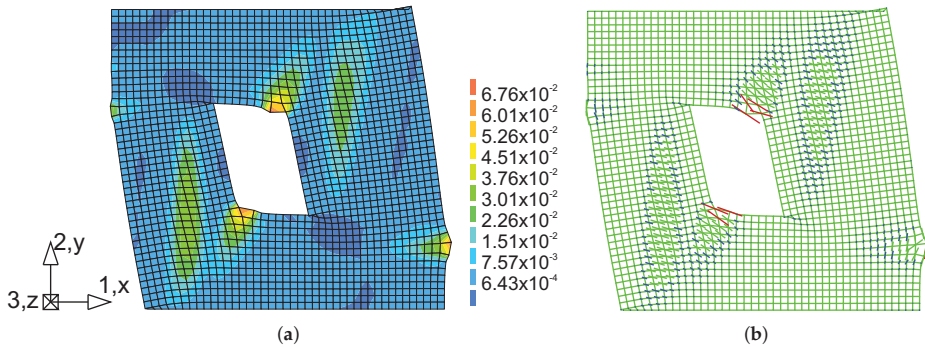 6.76x10⁻²
6.01x10⁻²
5.26x10⁻²
4.51x10⁻²
3.76x10⁻²
3.01x10⁻²
2.26x10⁻²
1.51x10⁻²
7.57x10⁻³
6.43x10⁻⁴
2,y
3,z
1,x
(a)
(b)